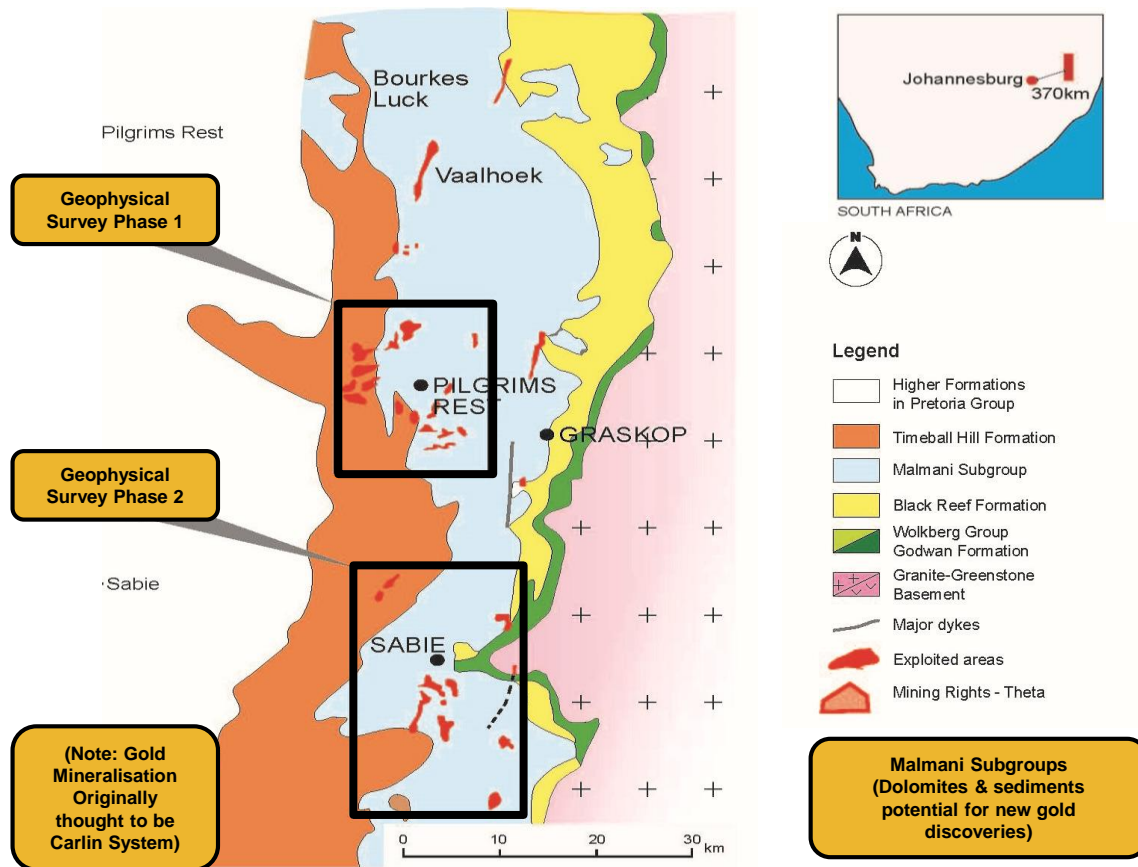 Bourkes
Luck
Pilgrims Rest
Geophysical
Survey Phase 1
Vaalhoek
PILGRIMS
REST
GRASKOP
Geophysical
Survey Phase 2
Sabie
SABIE
(Note: Gold
Mineralisation
Originally
thought to be
Carlin System)
0 10 20 30
km
Johannesburg
370km
SOUTH AFRICA
N
Legend
Higher Formations
in Pretoria Group
Timeball Hill Formation
Malmani Subgroup
Black Reef Formation
Wolkberg Group
Godwan Formation
Granite-Greenstone
Basement
Major dykes
Exploited areas
Mining Rights - Theta
Malmani Subgroups
(Dolomites & sediments
potential for new gold
discoveries)